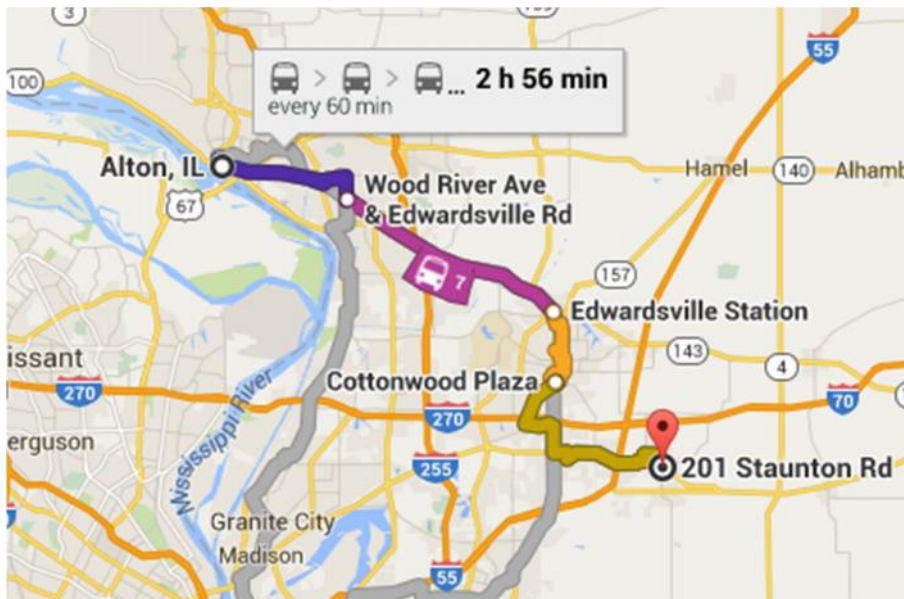 3
55
100
> > ... 2 h 56 min
every 60 min
Alton, IL
Hamel
140
Alhamb
67
Wood River Ave
& Edwardsville Rd
7
157
Edwardsville Station
issant
143
4
Cottonwood Plaza
270
70
270
erguson
Mississippi River
255
201 Staunton Rd
Granite City
Madison
55